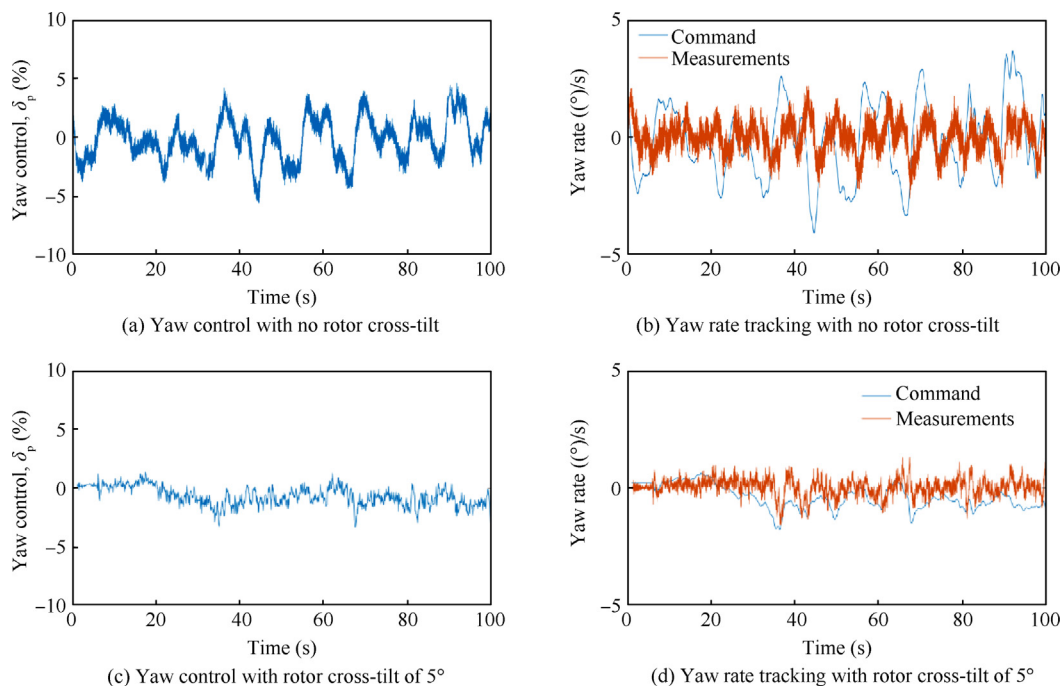 10
5
0
−5
−10
Yaw control, δp (%)
0 20 40 60 80 100
Time (s)
(a) Yaw control with no rotor cross-tilt
5
0
−5
Yaw rate ((°)/s)
Command
Measurements
0 20 40 60 80 100
Time (s)
(b) Yaw rate tracking with no rotor cross-tilt
10
5
0
−5
−10
Yaw control, δp (%)
0 20 40 60 80 100
Time (s)
(c) Yaw control with rotor cross-tilt of 5°
5
0
−5
Yaw rate ((°)/s)
Command
Measurements
0 20 40 60 80 100
Time (s)
(d) Yaw rate tracking with rotor cross-tilt of 5°